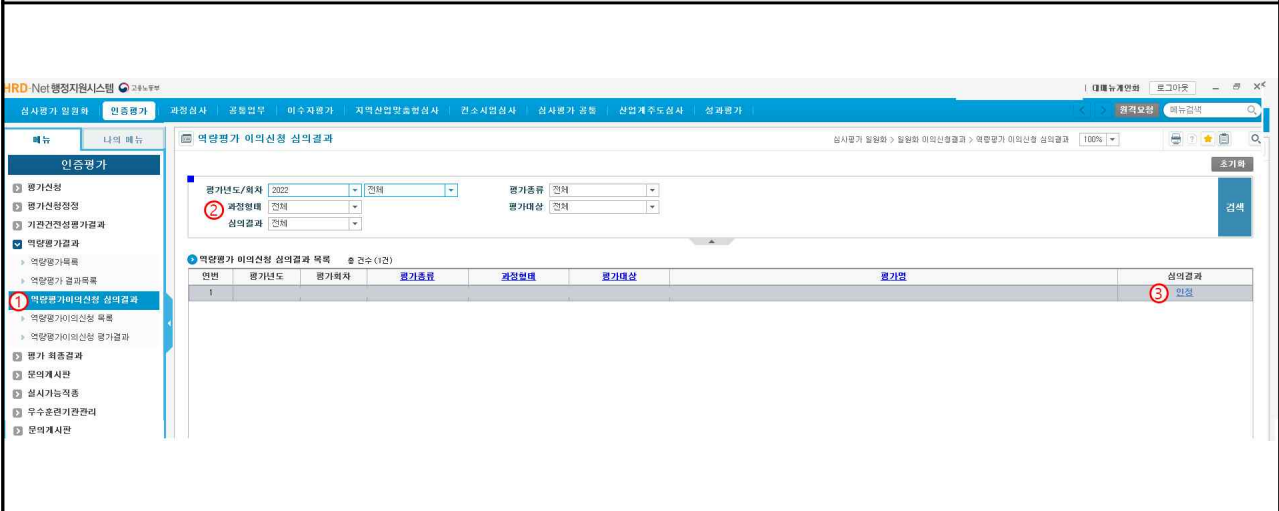 HRD-Net행정지원시스템 고용노동부
대메뉴개인화 로그아웃
심사평가 일원화 인증평가 과정심사 공통업무 이수자평가 지역산업맞춤형심사 컨소시엄심사 심사평가 공통 산업계주도심사 성과평가 원격요청 메뉴검색
메뉴 나의 메뉴
역량평가 이의신청 심의결과
심사평가 일원화 > 일원화 이의신청결과 > 역량평가 이의신청 심의결과 100%
인증평가
초기화
평가신청
평가신청정정
기관건전성평가결과
역량평가결과
역량평가목록
역량평가 결과목록
① 역량평가이의신청 심의결과
역량평가이의신청 목록
역량평가이의신청 평가결과
평가 최종결과
문의게시판
실시가능직종
우수훈련기관관리
문의게시판
평가년도/회차 2022 전체 평가종류 전체
② 과정형태 전체 평가대상 전체
심의결과 전체
검색
역량평가 이의신청 심의결과 목록 총 건수 (1건)
연번 평가년도 평가회차 평가종류 과정형태 평가대상 평가명 심의결과
1 ③ 인정